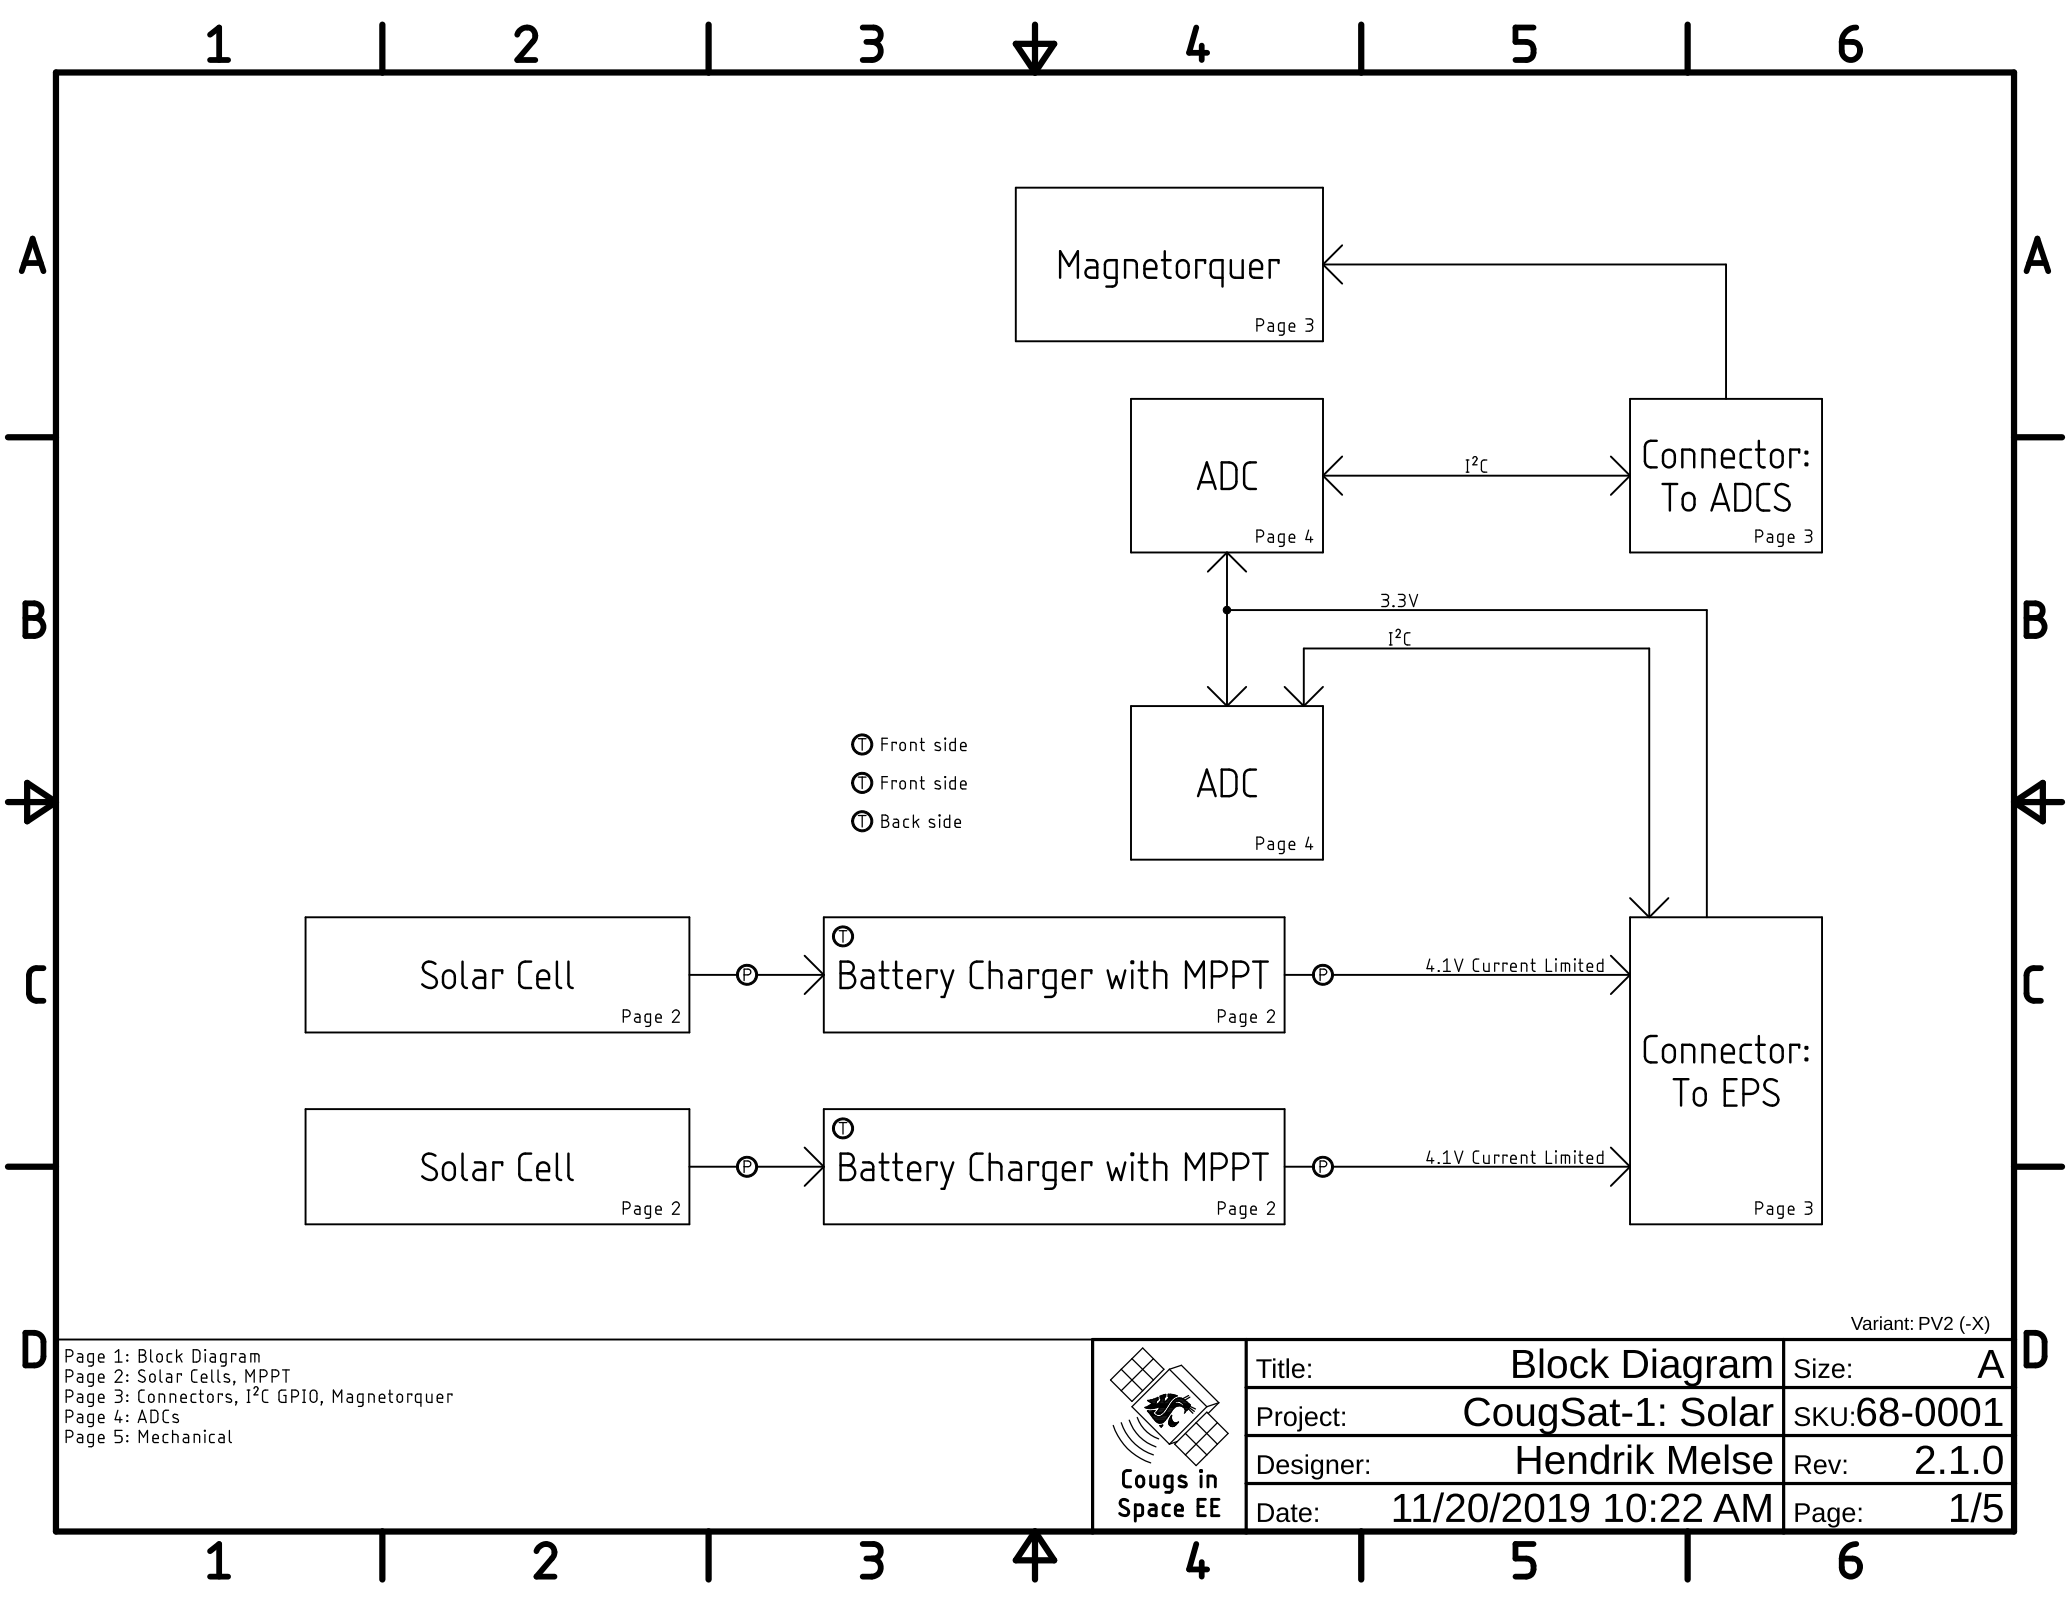 1 2 3 4 5 6
A A
Magnetorquer
Page 3
ADC
Page 4
I²C
Connector:
To ADCS
Page 3
B B
3.3V
I²C
T Front side
T Front side
T Back side
ADC
Page 4
C C
Solar Cell
Page 2
P
T
Battery Charger with MPPT
Page 2
P
4.1V Current Limited
Connector:
To EPS
Page 3
Solar Cell
Page 2
P
T
Battery Charger with MPPT
Page 2
P
4.1V Current Limited
Variant: PV2 (-X)
D D
Page 1: Block Diagram
Page 2: Solar Cells, MPPT
Page 3: Connectors, I²C GPIO, Magnetorquer
Page 4: ADCs
Page 5: Mechanical
Cougs in
Space EE
Title: Block Diagram Size: A
Project: CougSat-1: Solar SKU:68-0001
Designer: Hendrik Melse Rev: 2.1.0
Date: 11/20/2019 10:22 AM Page: 1/5
1 2 3 4 5 6